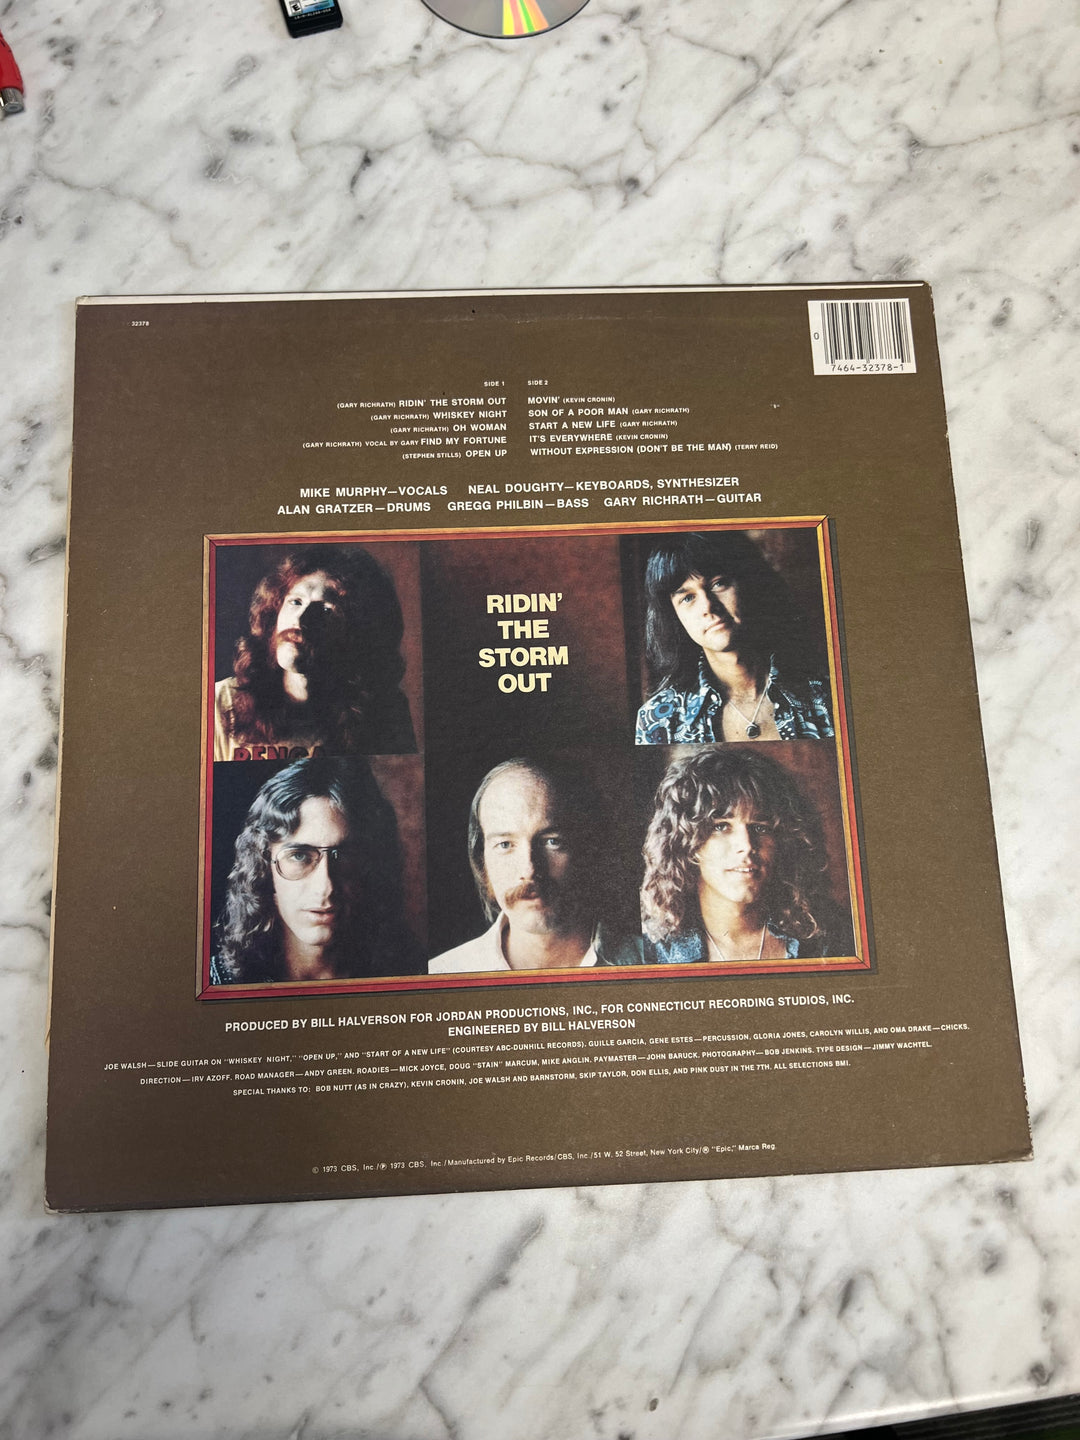 32378
0
7464-32378-1
SIDE 1
(GARY RICHRATH) RIDIN' THE STORM OUT
(GARY RICHRATH) WHISKEY NIGHT
(GARY RICHRATH) OH WOMAN
(GARY RICHRATH) VOCAL BY GARY FIND MY FORTUNE
(STEPHEN STILLS) OPEN UP
SIDE 2
MOVIN' (KEVIN CRONIN)
SON OF A POOR MAN (GARY RICHRATH)
START A NEW LIFE (GARY RICHRATH)
IT'S EVERYWHERE (KEVIN CRONIN)
WITHOUT EXPRESSION (DON'T BE THE MAN) (TERRY REID)
MIKE MURPHY—VOCALS NEAL DOUGHTY—KEYBOARDS, SYNTHESIZER
ALAN GRATZER—DRUMS GREGG PHILBIN—BASS GARY RICHRATH—GUITAR
RIDIN'
THE
STORM
OUT
PRODUCED BY BILL HALVERSON FOR JORDAN PRODUCTIONS, INC., FOR CONNECTICUT RECORDING STUDIOS, INC.
ENGINEERED BY BILL HALVERSON
JOE WALSH—SLIDE GUITAR ON "WHISKEY NIGHT," "OPEN UP," AND "START OF A NEW LIFE" (COURTESY ABC-DUNHILL RECORDS). GUILLE GARCIA, GENE ESTES—PERCUSSION, GLORIA JONES, CAROLYN WILLIS, AND OMA DRAKE—CHICKS.
DIRECTION—IRV AZOFF. ROAD MANAGER—ANDY GREEN. ROADIES—MICK JOYCE, DOUG "STAIN" MARCUM, MIKE ANGLIN. PAYMASTER—JOHN BARUCK. PHOTOGRAPHY—BOB JENKINS. TYPE DESIGN—JIMMY WACHTEL.
SPECIAL THANKS TO: BOB NUTT (AS IN CRAZY), KEVIN CRONIN, JOE WALSH AND BARNSTORM, SKIP TAYLOR, DON ELLIS, AND PINK DUST IN THE 7TH. ALL SELECTIONS BMI.
© 1973 CBS, Inc./℗ 1973 CBS, Inc./Manufactured by Epic Records/CBS, Inc./51 W. 52 Street, New York City/® "Epic," Marca Reg.